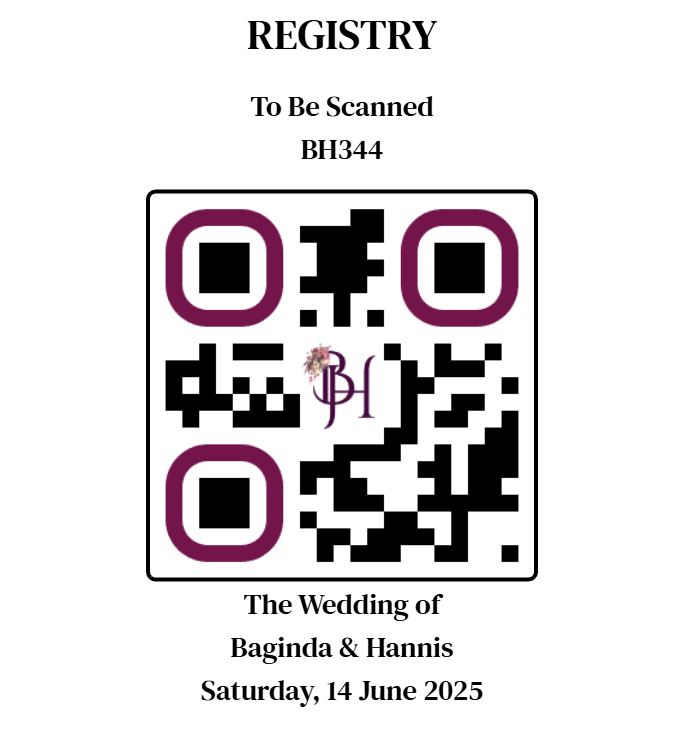 REGISTRY
To Be Scanned
BH344
BH
The Wedding of
Baginda & Hannis
Saturday, 14 June 2025